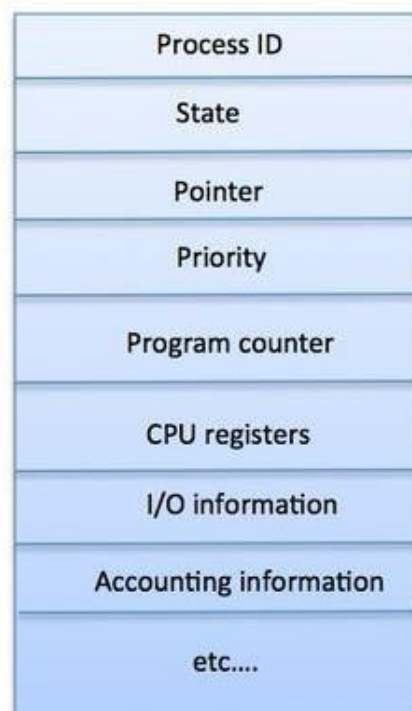 Process ID
State
Pointer
Priority
Program counter
CPU registers
I/O information
Accounting information
etc....